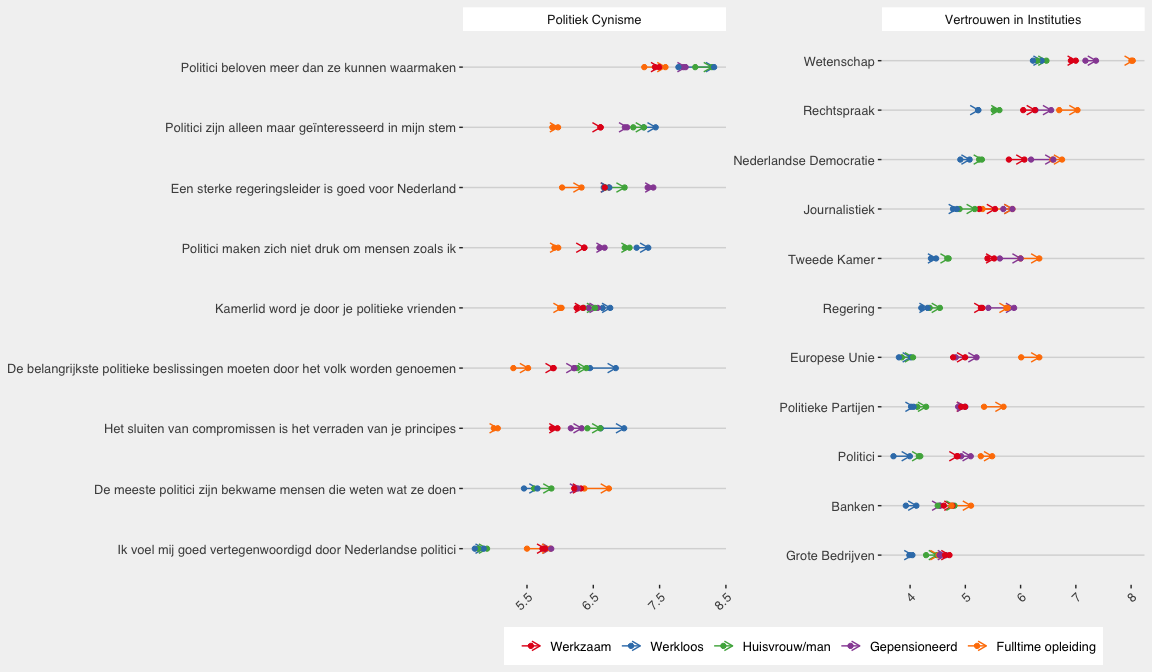 Politiek Cynisme
Politici beloven meer dan ze kunnen waarmaken
Politici zijn alleen maar geïnteresseerd in mijn stem
Een sterke regeringsleider is goed voor Nederland
Politici maken zich niet druk om mensen zoals ik
Kamerlid word je door je politieke vrienden
De belangrijkste politieke beslissingen moeten door het volk worden genoemen
Het sluiten van compromissen is het verraden van je principes
De meeste politici zijn bekwame mensen die weten wat ze doen
Ik voel mij goed vertegenwoordigd door Nederlandse politici
5.5 6.5 7.5 8.5
Vertrouwen in Instituties
Wetenschap
Rechtspraak
Nederlandse Democratie
Journalistiek
Tweede Kamer
Regering
Europese Unie
Politieke Partijen
Politici
Banken
Grote Bedrijven
4 5 6 7 8
Werkzaam Werkloos Huisvrouw/man Gepensioneerd Fulltime opleiding